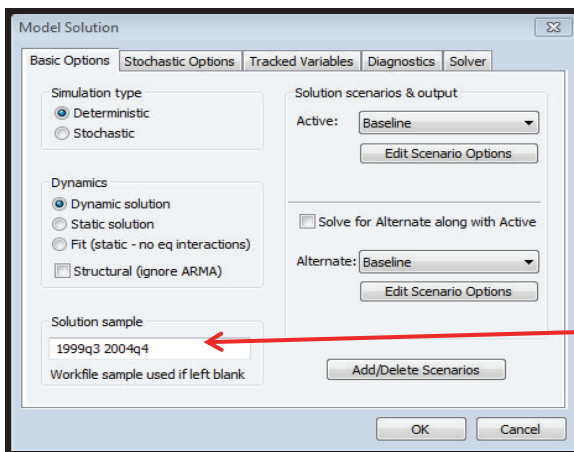 Model Solution
Basic Options
Stochastic Options
Tracked Variables
Diagnostics
Solver
Simulation type
Deterministic
Stochastic
Dynamics
Dynamic solution
Static solution
Fit (static - no eq interactions)
Structural (ignore ARMA)
Solution sample
1999q3 2004q4
Workfile sample used if left blank
Solution scenarios & output
Active: Baseline
Edit Scenario Options
Solve for Alternate along with Active
Alternate: Baseline
Edit Scenario Options
Add/Delete Scenarios
OK
Cancel